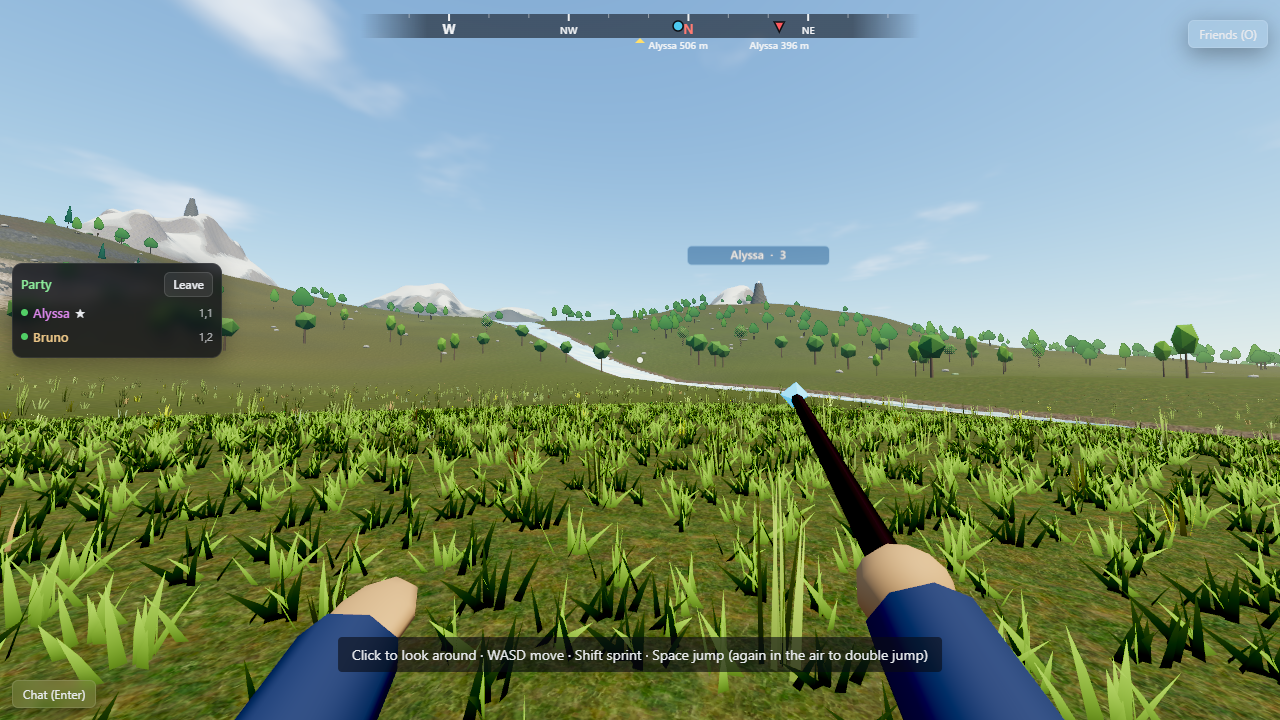 W
NW
N
NE
Alyssa 506 m
Alyssa 396 m
Friends (O)
Alyssa · 3
Party
Leave
Alyssa ★
1,1
Bruno
1,2
Click to look around · WASD move · Shift sprint · Space jump (again in the air to double jump)
Chat (Enter)